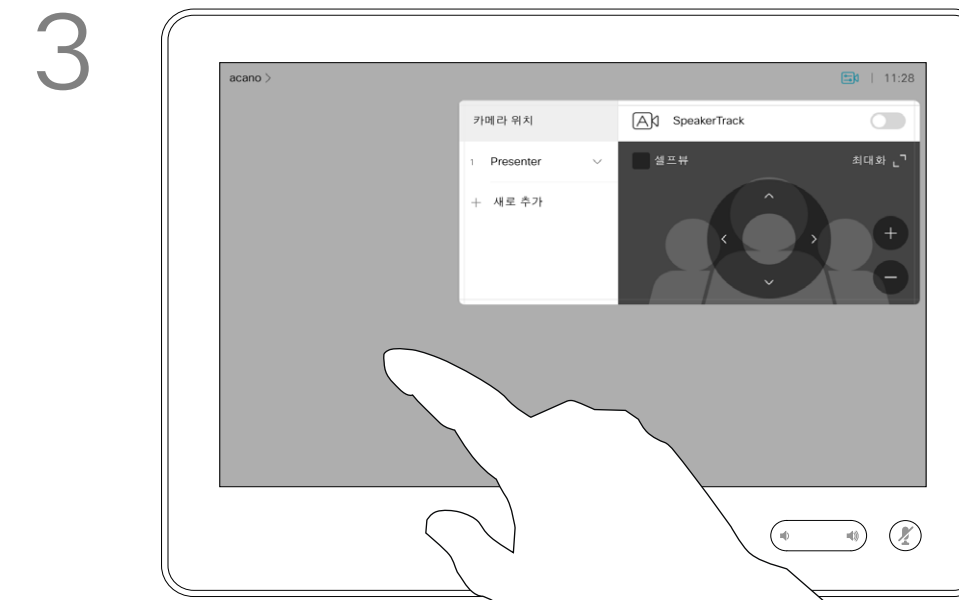 3
acano >
11:28
카메라 위치
SpeakerTrack
1 Presenter
셀프뷰
최대화
+ 새로 추가